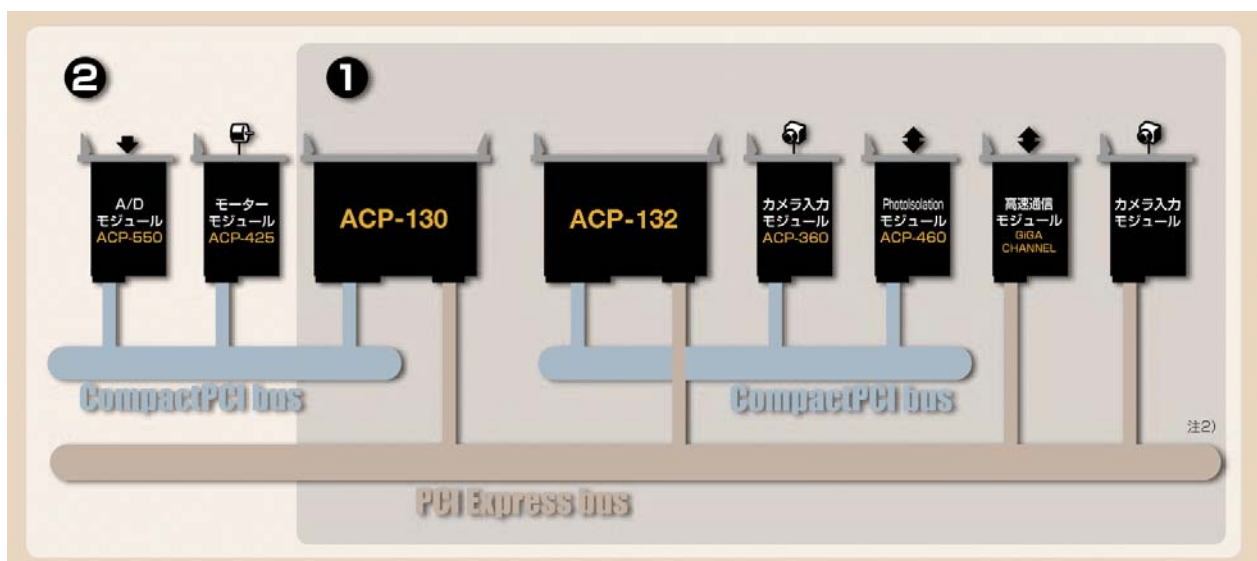 ❷
❶
A/D
モジュール
ACP-550
モーター
モジュール
ACP-425
ACP-130
ACP-132
カメラ入力
モジュール
ACP-360
PhotoIsolation
モジュール
ACP-460
高速通信
モジュール
GiGA
CHANNEL
カメラ入力
モジュール
CompactPCI bus
CompactPCI bus
注2)
PCI Express bus